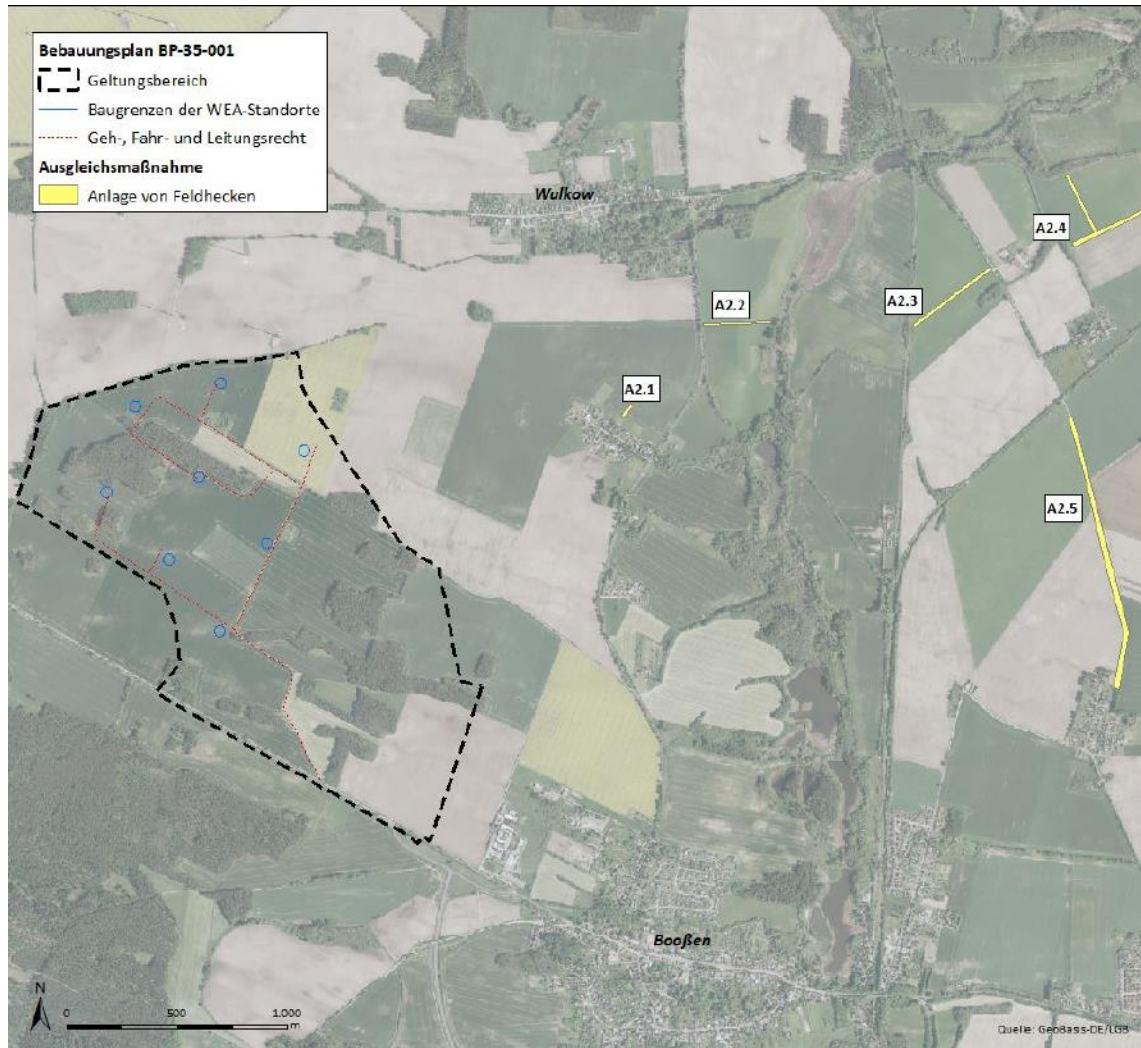 Bebauungsplan BP-35-001
Geltungsbereich
Baugrenzen der WEA-Standorte
Geh-, Fahr- und Leitungsrecht
Ausgleichsmaßnahme
Anlage von Feldhecken
Wulkow
A2.4
A2.3
A2.2
A2.1
A2.5
Booßen
N
0 500 1.000
m
Quelle: GeoBasis-DE/LGB